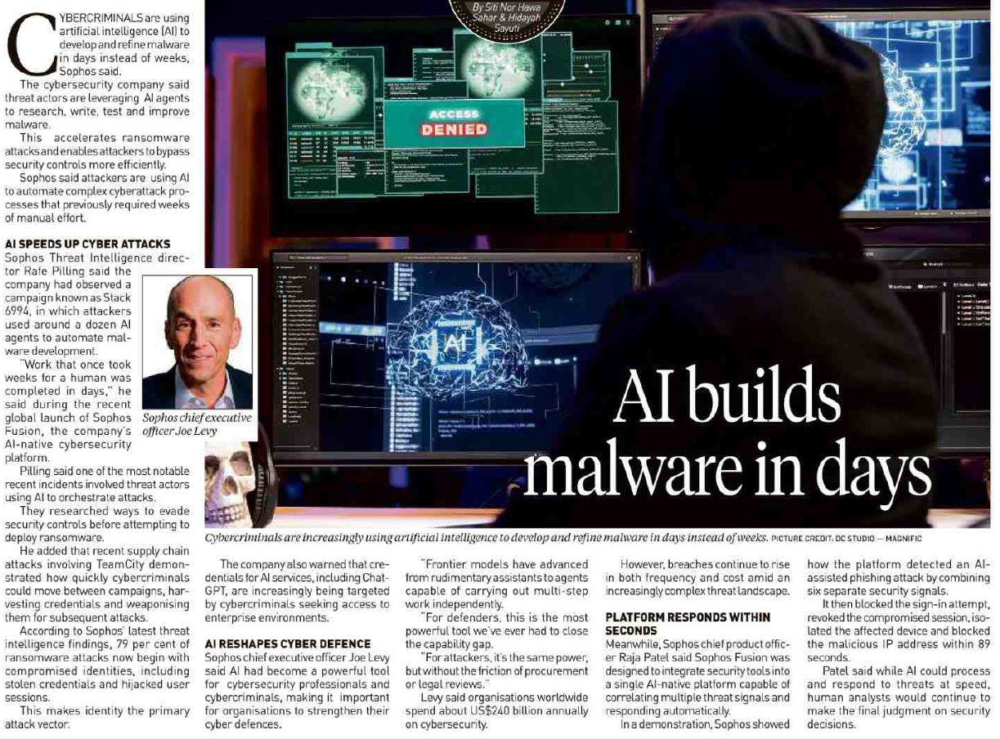 By Siti Nor Hawa
Sahar & Hidayah
Sayuti
AI builds
malware in days
CYBERCRIMINALS are using
artificial intelligence (AI) to
develop and refine malware
in days instead of weeks,
Sophos said.
The cybersecurity company said
threat actors are leveraging AI agents
to research, write, test and improve
malware.
This accelerates ransomware
attacks and enables attackers to bypass
security controls more efficiently.
Sophos said attackers are using AI
to automate complex cyberattack pro-
cesses that previously required weeks
of manual effort.
AI SPEEDS UP CYBER ATTACKS
Sophos Threat Intelligence direc-
tor Rafe Pilling said the
company had observed a
campaign known as Stack
6994, in which attackers
used around a dozen AI
agents to automate mal-
ware development.
"Work that once took
weeks for a human was
completed in days," he
said during the recent
global launch of Sophos
Fusion, the company's
AI-native cybersecurity
platform.
Pilling said one of the most notable
recent incidents involved threat actors
using AI to orchestrate attacks.
They researched ways to evade
security controls before attempting to
deploy ransomware.
He added that recent supply chain
attacks involving TeamCity demon-
strated how quickly cybercriminals
could move between campaigns, har-
vesting credentials and weaponising
them for subsequent attacks.
According to Sophos' latest threat
intelligence findings, 79 per cent of
ransomware attacks now begin with
compromised identities, including
stolen credentials and hijacked user
sessions.
This makes identity the primary
attack vector.
Sophos chief executive
officer Joe Levy
ACCESS
DENIED
AI
Cybercriminals are increasingly using artificial intelligence to develop and refine malware in days instead of weeks. PICTURE CREDIT: DC STUDIO — MAGNIFIC
The company also warned that cre-
dentials for AI services, including Chat-
GPT, are increasingly being targeted
by cybercriminals seeking access to
enterprise environments.
AI RESHAPES CYBER DEFENCE
Sophos chief executive officer Joe Levy
said AI had become a powerful tool
for cybersecurity professionals and
cybercriminals, making it important
for organisations to strengthen their
cyber defences.
"Frontier models have advanced
from rudimentary assistants to agents
capable of carrying out multi-step
work independently.
"For defenders, this is the most
powerful tool we've ever had to close
the capability gap.
"For attackers, it's the same power,
but without the friction of procurement
or legal reviews."
Levy said organisations worldwide
spend about US$240 billion annually
on cybersecurity.
However, breaches continue to rise
in both frequency and cost amid an
increasingly complex threat landscape.
PLATFORM RESPONDS WITHIN
SECONDS
Meanwhile, Sophos chief product offic-
er Raja Patel said Sophos Fusion was
designed to integrate security tools into
a single AI-native platform capable of
correlating multiple threat signals and
responding automatically.
In a demonstration, Sophos showed
how the platform detected an AI-
assisted phishing attack by combining
six separate security signals.
It then blocked the sign-in attempt,
revoked the compromised session, iso-
lated the affected device and blocked
the malicious IP address within 89
seconds.
Patel said while AI could process
and respond to threats at speed,
human analysts would continue to
make the final judgment on security
decisions.